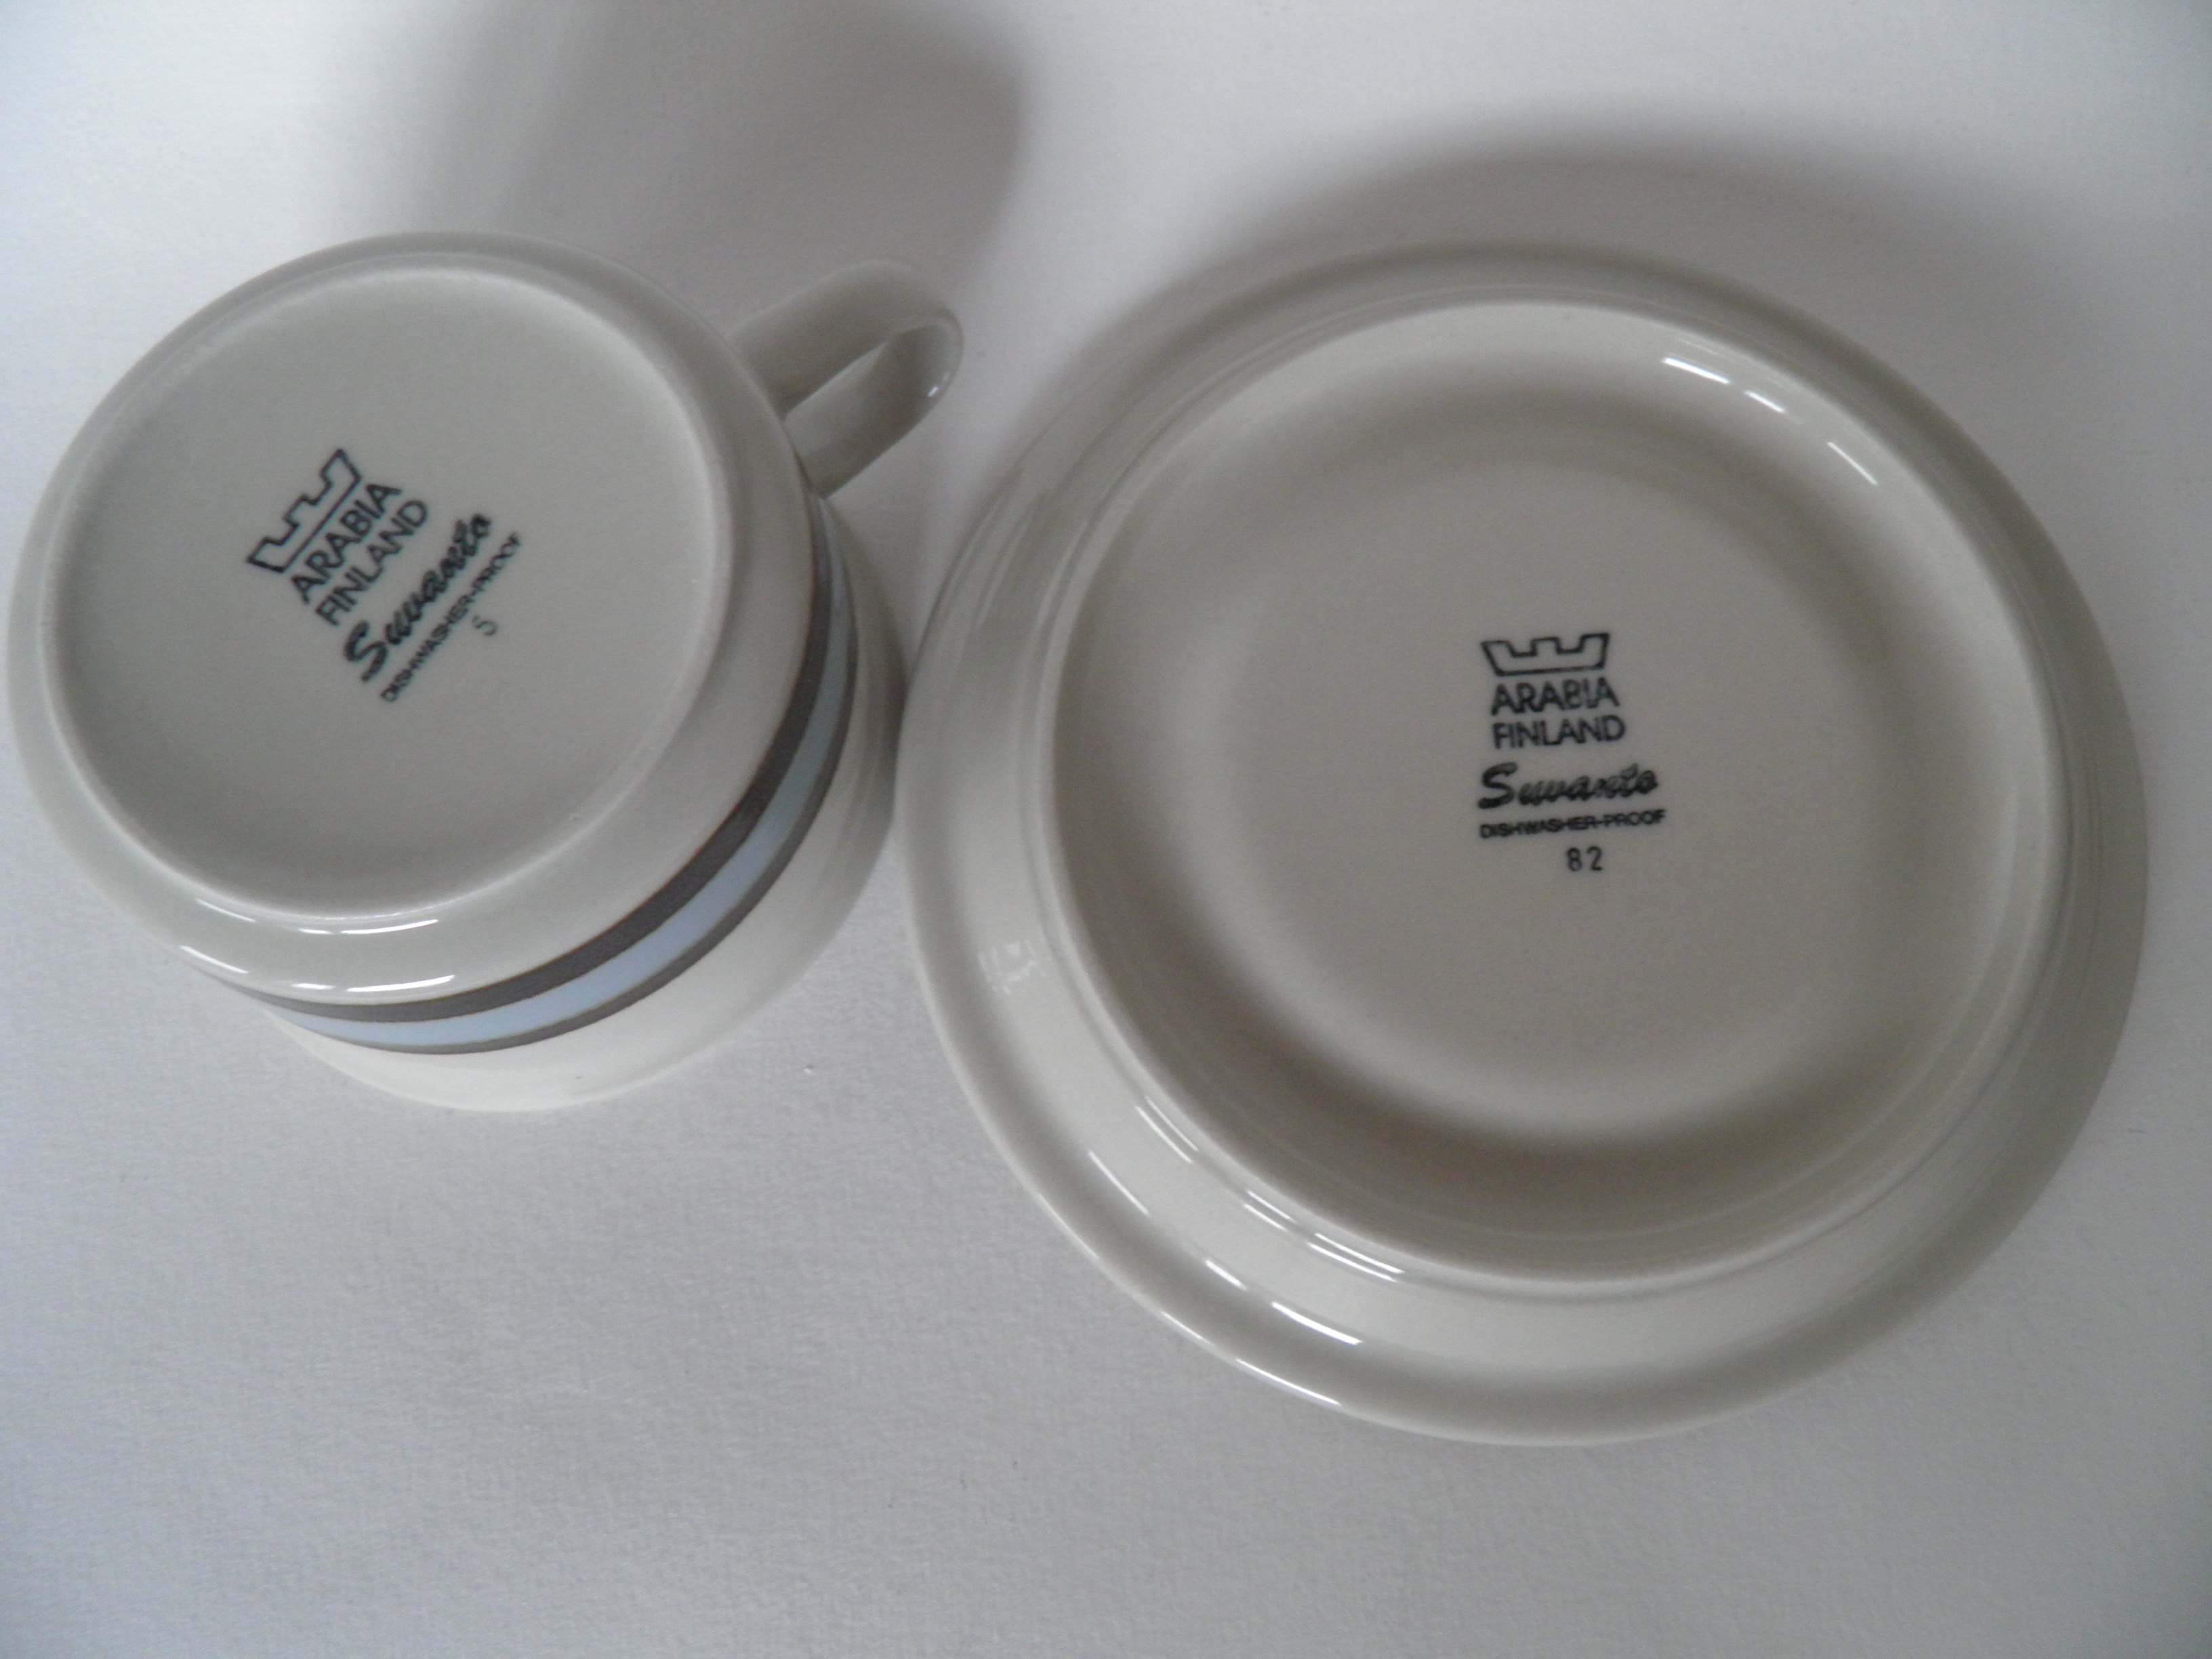 ARABIA
FINLAND
Suvanto
DISHWASHER-PROOF
5
ARABIA
FINLAND
Suvanto
DISHWASHER-PROOF
82